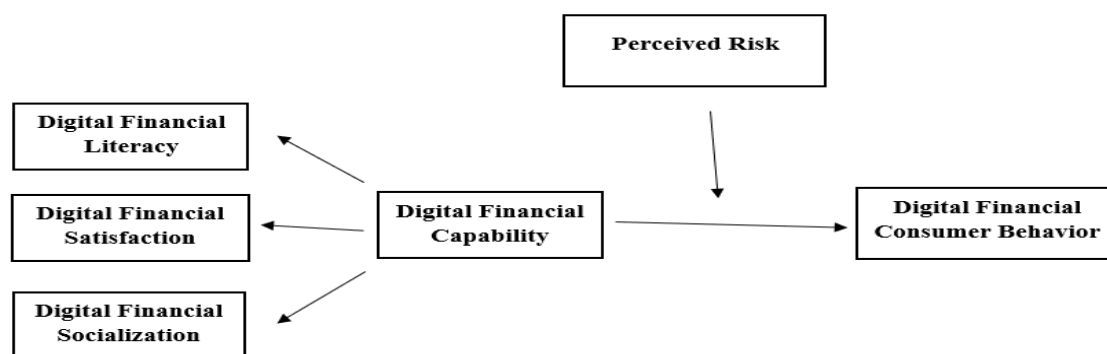 Perceived Risk
Digital Financial
Literacy
Digital Financial
Satisfaction
Digital Financial
Capability
Digital Financial
Consumer Behavior
Digital Financial
Socialization